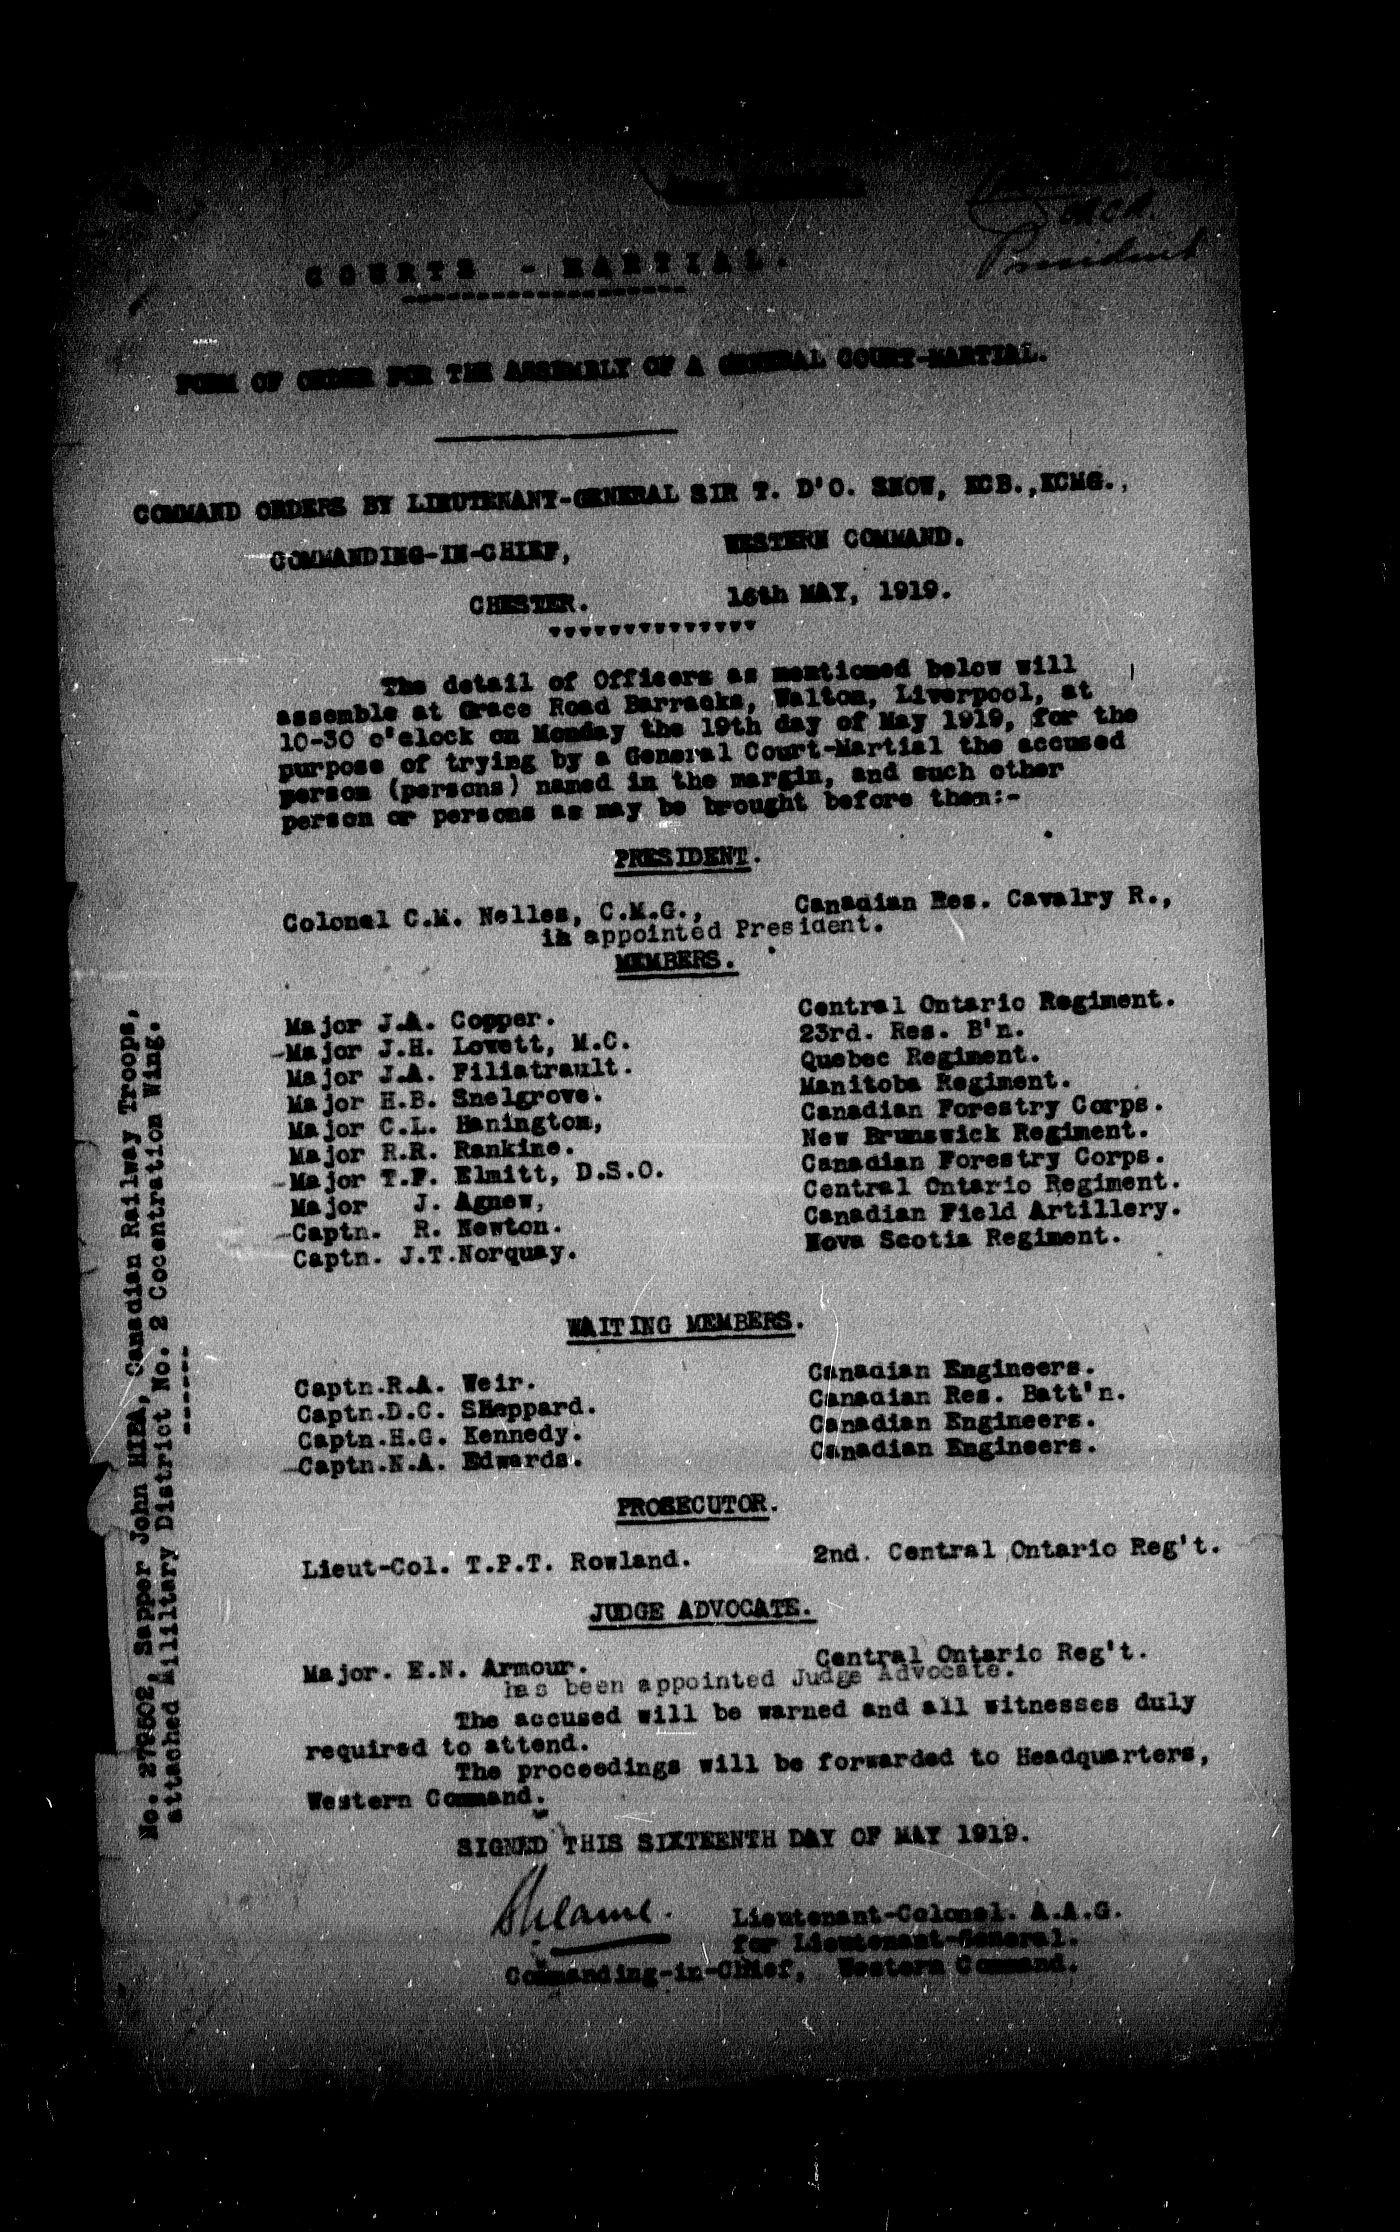 President
COURTS - MARTIAL.
FORM OF ORDER FOR THE ASSEMBLY OF A GENERAL COURT-MARTIAL.
COMMAND ORDERS BY LIEUTENANT-GENERAL SIR T. D'O. SNOW, KCB.,KCMG.,
COMMANDING-IN-CHIEF, WESTERN COMMAND.
CHESTER. 16th MAY, 1919.
The detail of Officers as mentioned below will
assemble at Grace Road Barracks, Walton, Liverpool, at
10-30 o'clock on Monday the 19th day of May 1919, for the
purpose of trying by a General Court-Martial the accused
person (persons) named in the margin, and such other
person or persons as may be brought before them:-
PRESIDENT.
Colonel C.M. Nelles, C.M.G., Canadian Res. Cavalry R.,
is appointed President.
MEMBERS.
Major J.A. Copper. Central Ontario Regiment.
-Major J.H. Lovett, M.C. 23rd. Res. B'n.
Major J.A. Filiatrault. Quebec Regiment.
Major H.B. Snelgrove. Manitoba Regiment.
Major C.L. Hanington, Canadian Forestry Corps.
Major R.R. Rankine. New Brunswick Regiment.
-Major T.F. Elmitt, D.S.O. Canadian Forestry Corps.
Major J. Agnew, Central Ontario Regiment.
-Captn. R. Newton. Canadian Field Artillery.
Captn. J.T.Norquay. Nova Scotia Regiment.
WAITING MEMBERS.
Captn.R.A. Weir. Canadian Engineers.
Captn.D.C. SHeppard. Canadian Res. Batt'n.
Captn.H.G. Kennedy. Canadian Engineers.
-Captn.N.A. Edwards. Canadian Engineers.
PROSECUTOR.
Lieut-Col. T.P.T. Rowland. 2nd. Central Ontario Reg't.
JUDGE ADVOCATE.
Major. E.N. Armour. Central Ontario Reg't.
has been appointed Judge Advocate.
The accused will be warned and all witnesses duly
required to attend.
The proceedings will be forwarded to Headquarters,
Western Command.
SIGNED THIS SIXTEENTH DAY OF MAY 1919.
Lieutenant-Colonel. A.A.G.
for Lieutenant-General.
Commanding-in-Chief, Western Command.
No. 279602, Sapper John HIRA, Canadian Railway Troops,
attached Military District No. 2 Cocentration Wing.